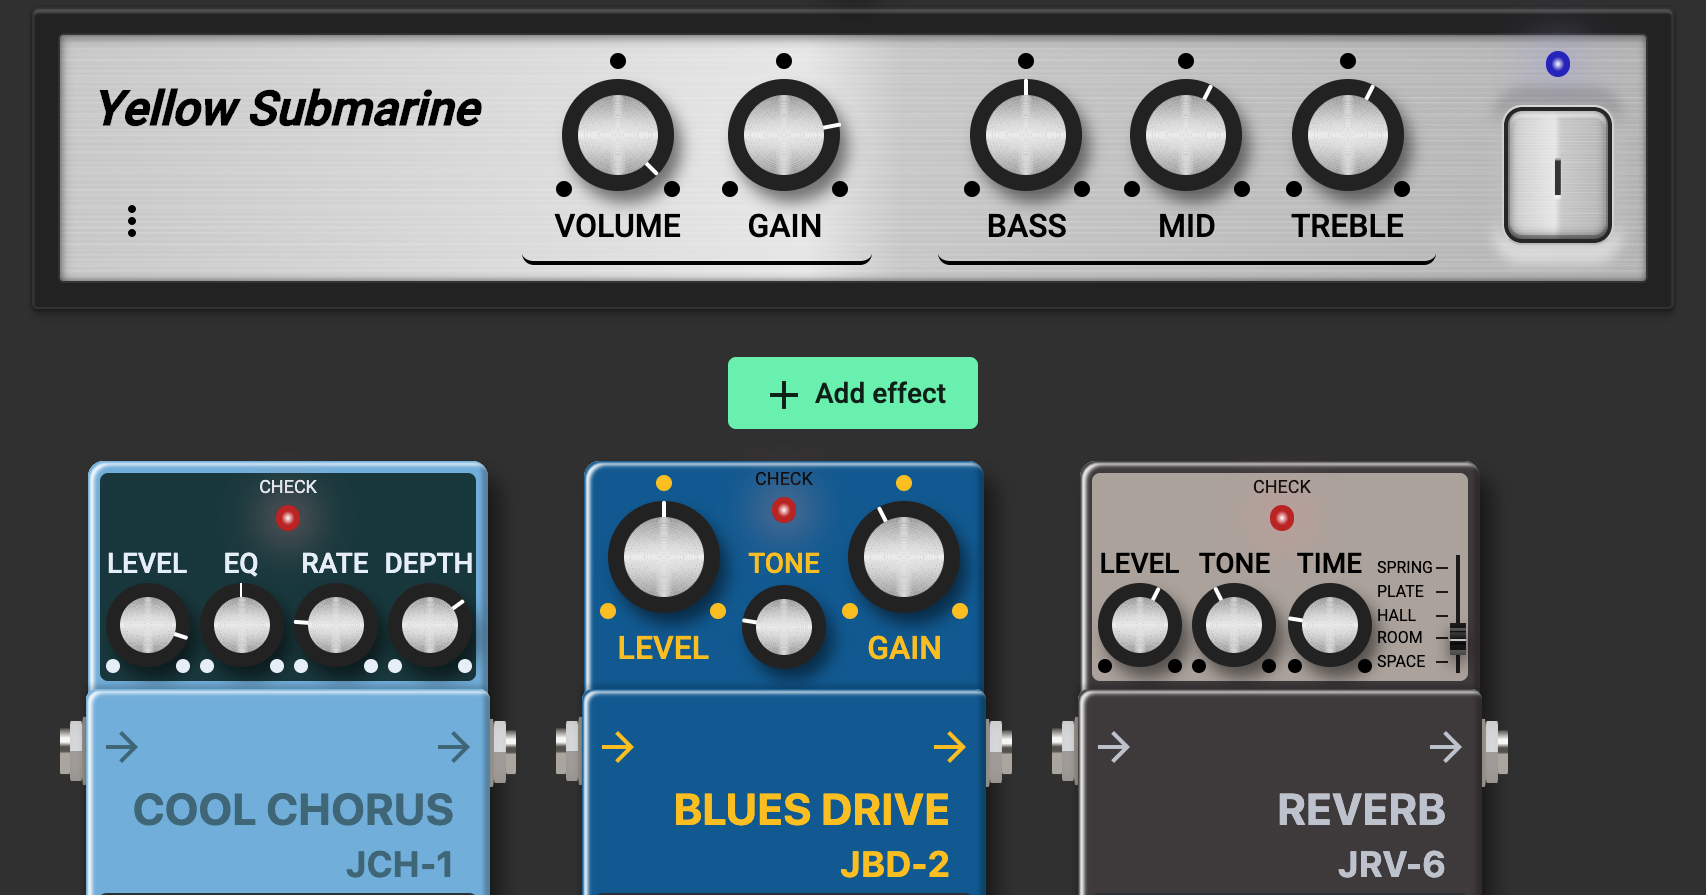 Yellow Submarine
VOLUME
GAIN
BASS
MID
TREBLE
+ Add effect
CHECK
LEVEL EQ RATE DEPTH
COOL CHORUS
JCH-1
CHECK
TONE
LEVEL
GAIN
BLUES DRIVE
JBD-2
CHECK
LEVEL TONE TIME
SPRING
PLATE
HALL
ROOM
SPACE
REVERB
JRV-6